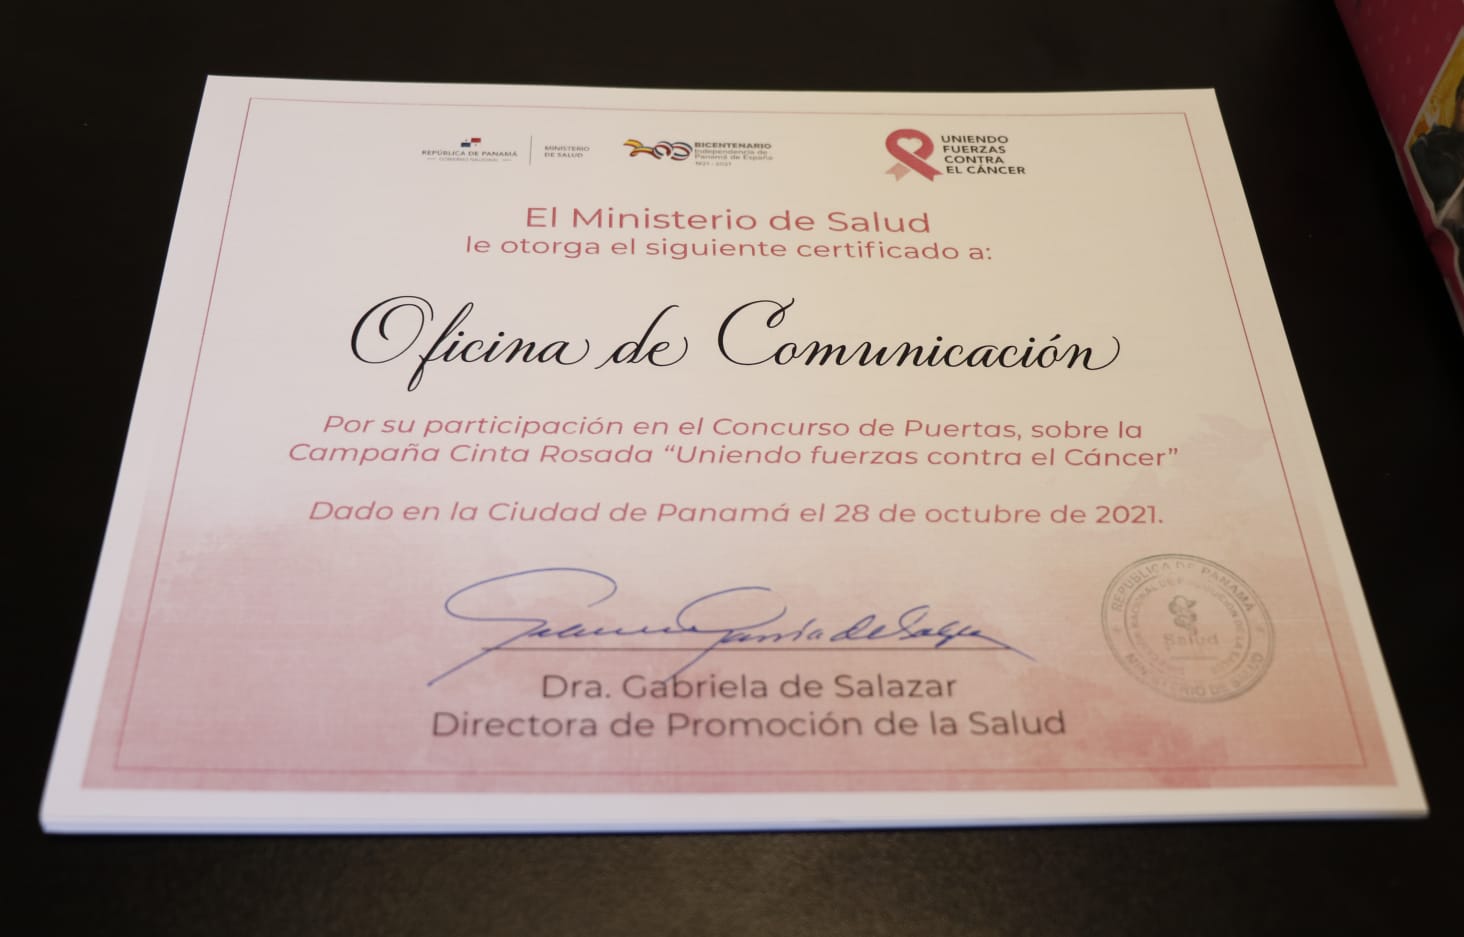 REPÚBLICA DE PANAMÁ
— GOBIERNO NACIONAL —
MINISTERIO
DE SALUD
BICENTENARIO
Independencia de
Panamá de España
1821 - 2021
UNIENDO
FUERZAS
CONTRA
EL CÁNCER
El Ministerio de Salud
le otorga el siguiente certificado a:
Oficina de Comunicación
Por su participación en el Concurso de Puertas, sobre la
Campaña Cinta Rosada “Uniendo fuerzas contra el Cáncer”
Dado en la Ciudad de Panamá el 28 de octubre de 2021.
Dra. Gabriela de Salazar
Directora de Promoción de la Salud
REPÚBLICA DE PANAMÁ
Salud